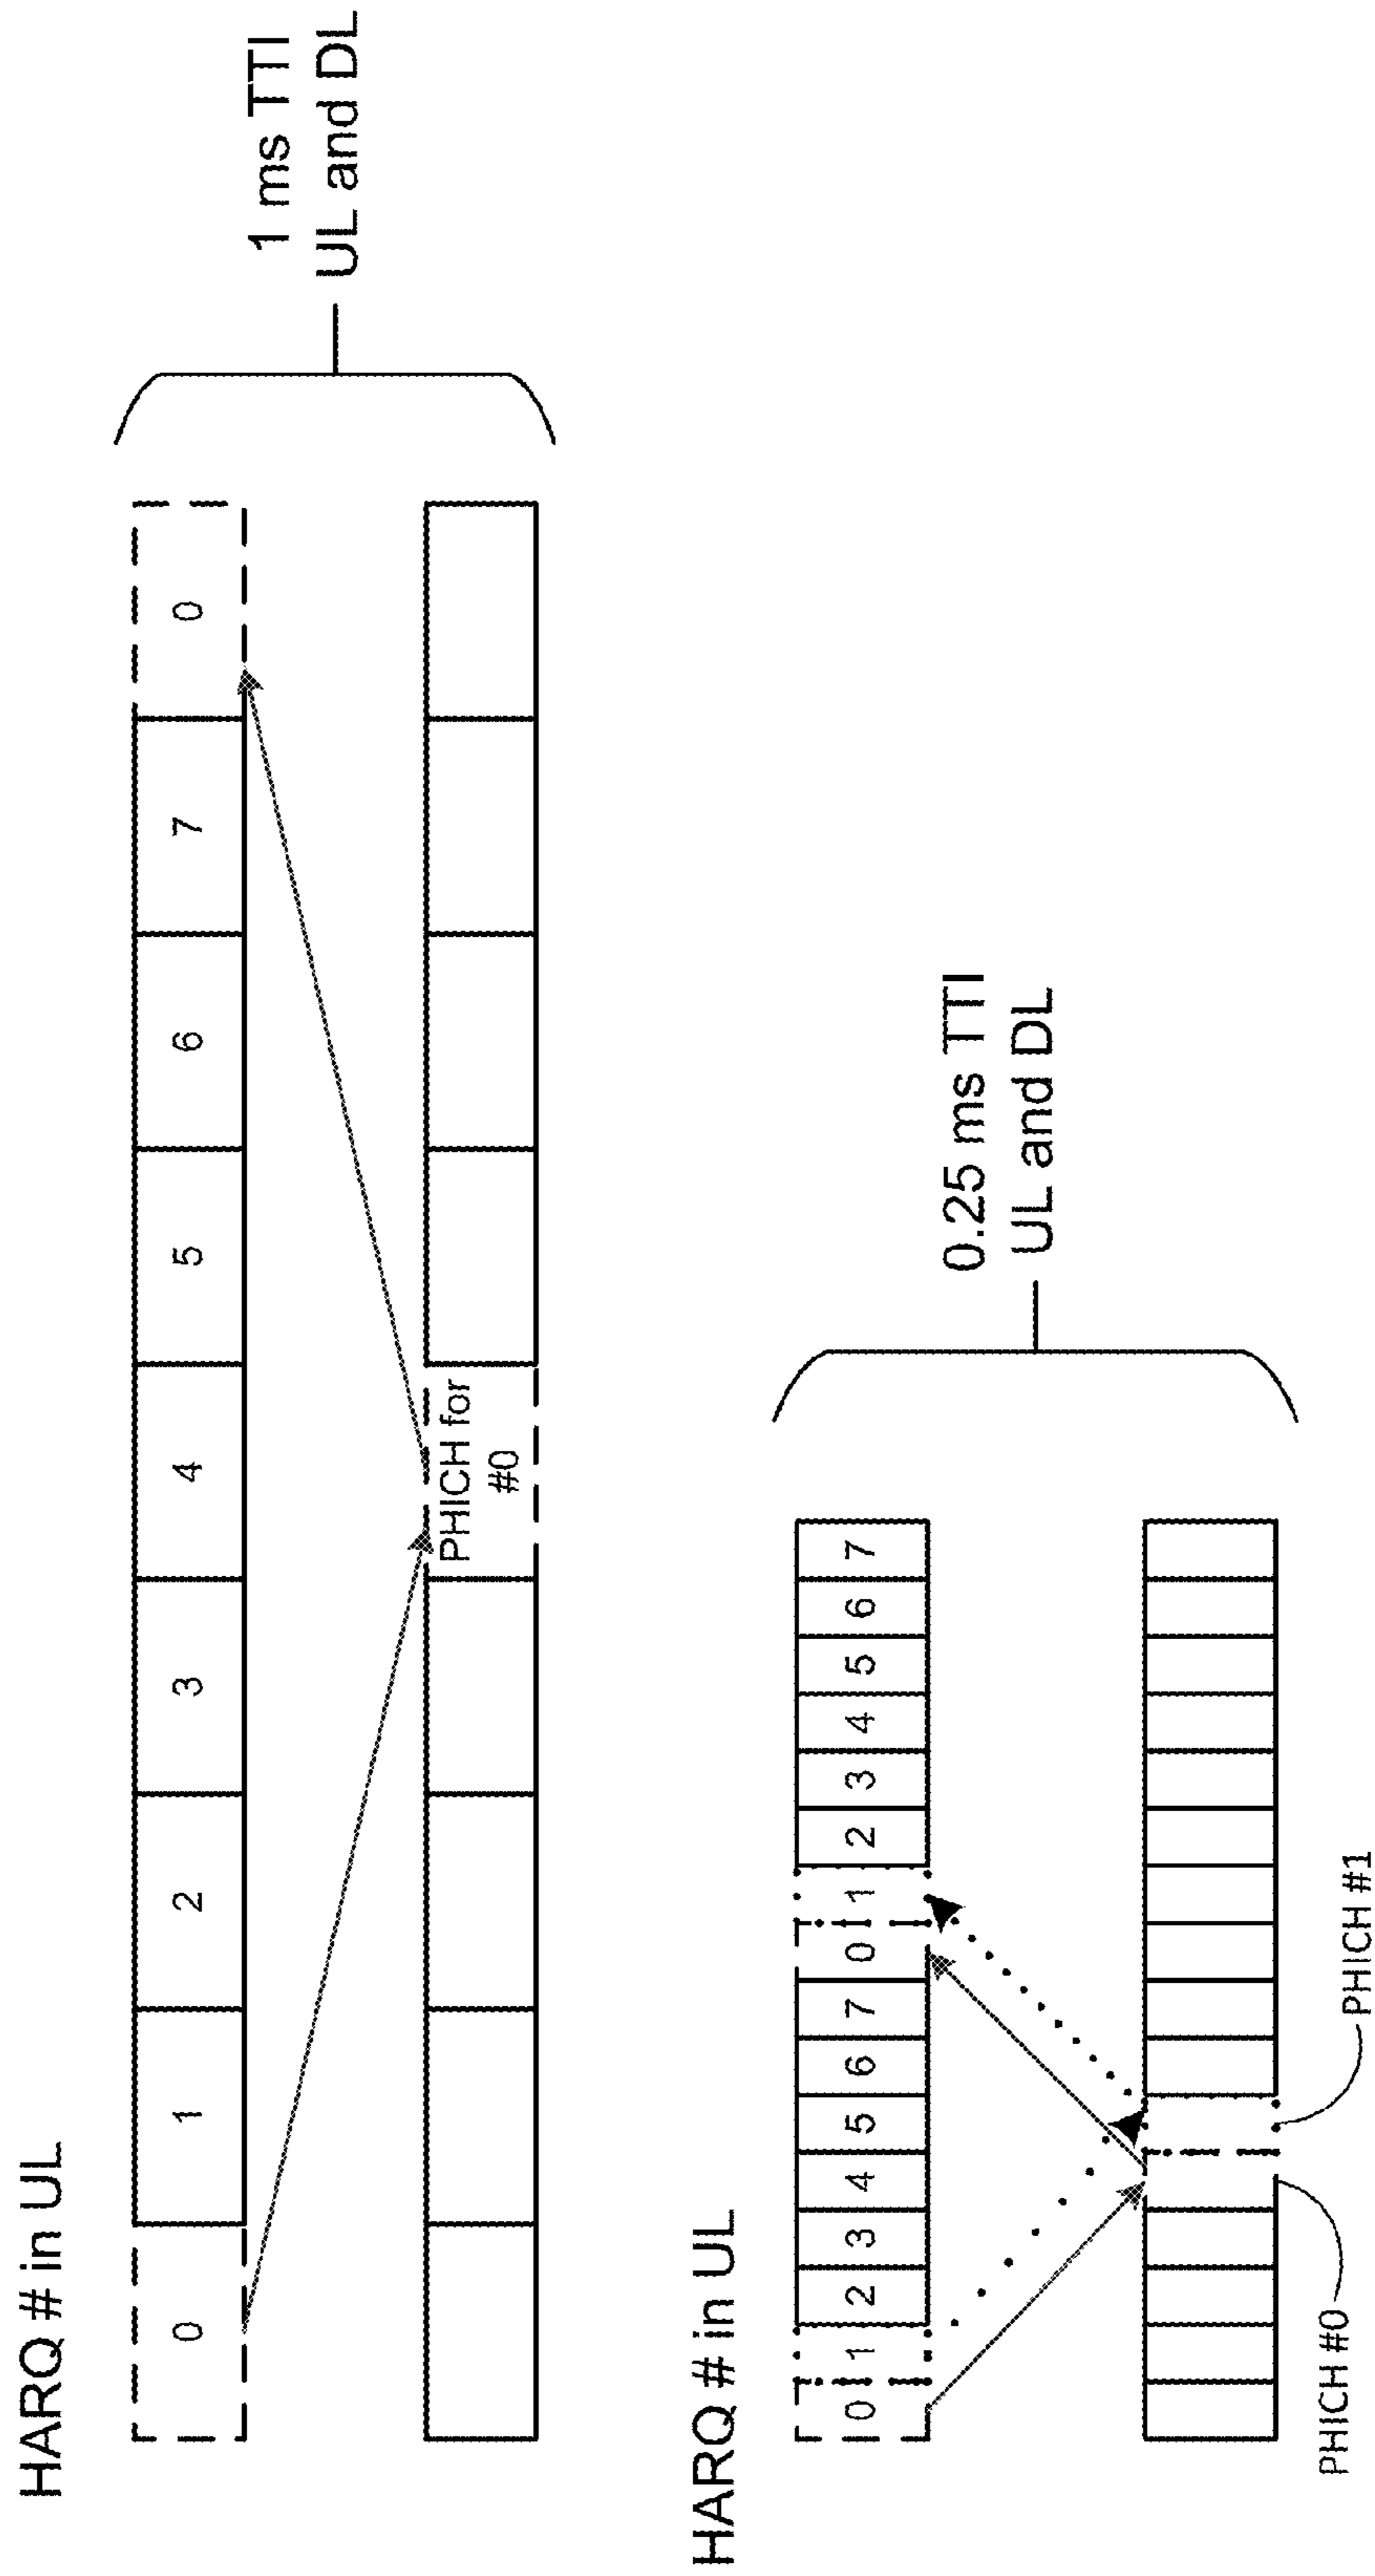 HARQ # in UL
0 1 2 3 4 5 6 7 0
PHICH for
#0
1 ms TTI
UL and DL
HARQ # in UL
0 1 2 3 4 5 6 7 0 1 2 3 4 5 6 7
PHICH #0
PHICH #1
0.25 ms TTI
UL and DL